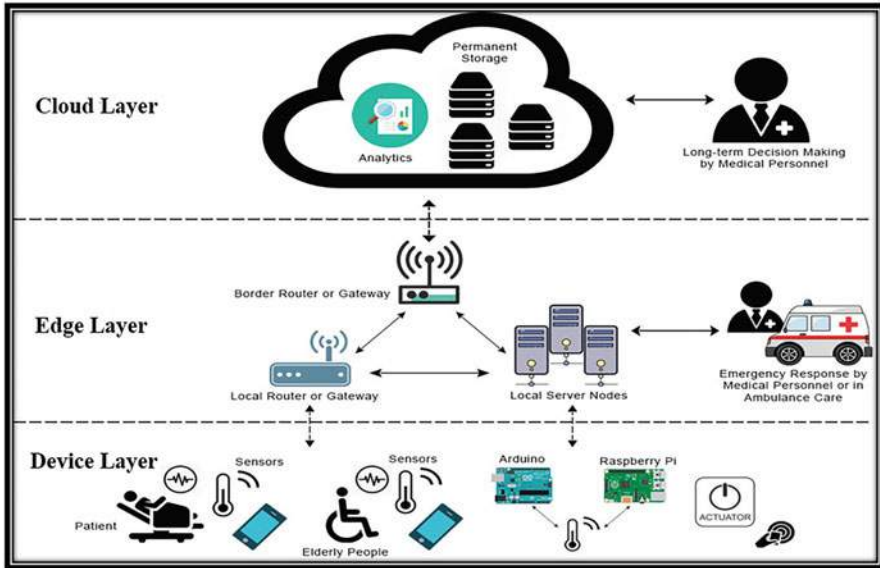 Cloud Layer
Permanent
Storage
Analytics
Long-term Decision Making
by Medical Personnel
Border Router or Gateway
Edge Layer
Local Router or Gateway
Local Server Nodes
Emergency Response by
Medical Personnel or in
Ambulance Care
Device Layer
Sensors
Patient
Sensors
Elderly People
Arduino
Raspberry Pi
ACTUATOR